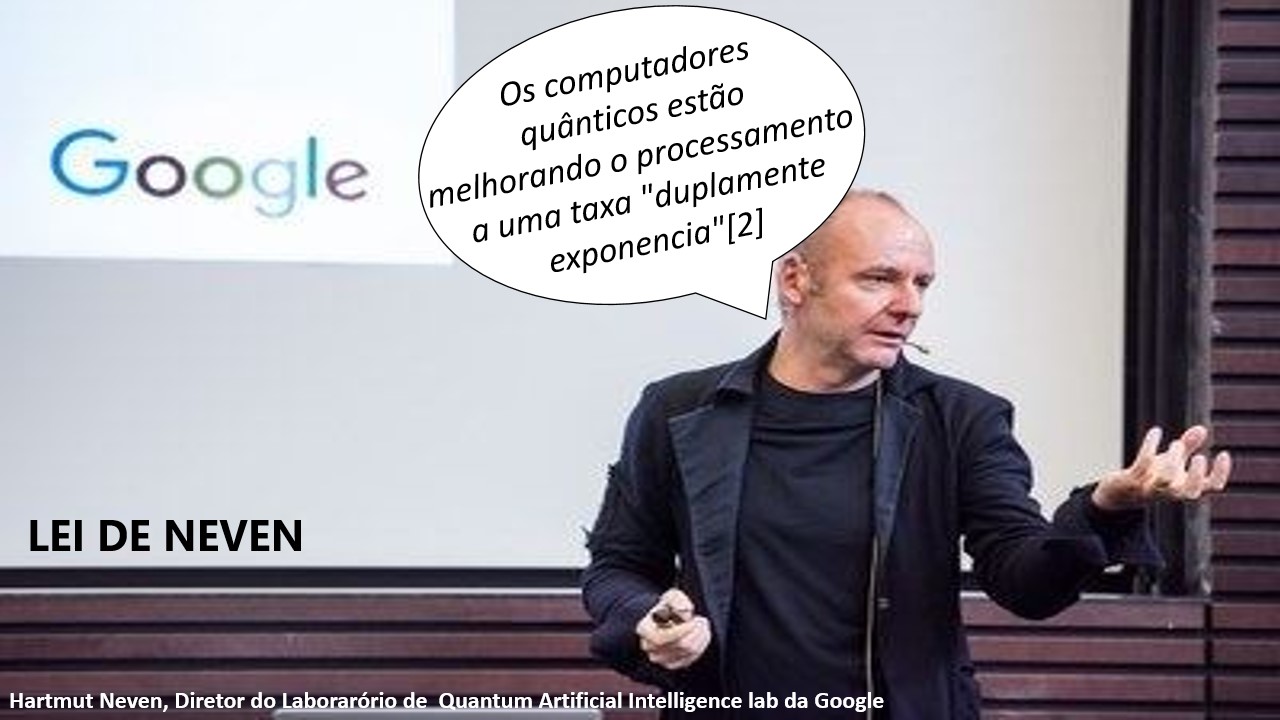 Google
Os computadores
quânticos estão
melhorando o processamento
a uma taxa "duplamente
exponencia"[2]
LEI DE NEVEN
Hartmut Neven, Diretor do Laborarório de  Quantum Artificial Intelligence lab da Google